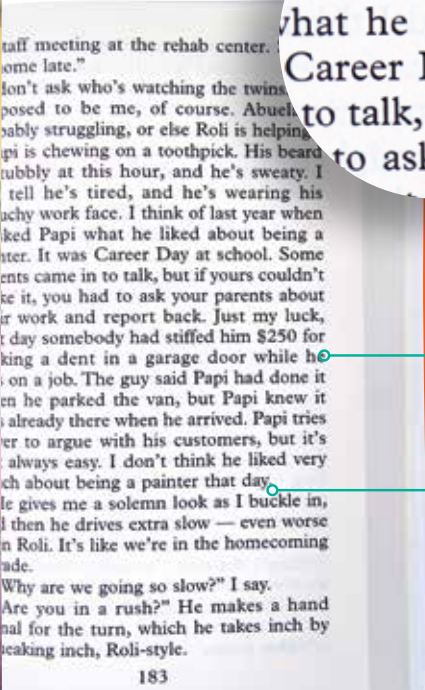 taff meeting at the rehab center.
ome late."
on't ask who's watching the twins
posed to be me, of course.
bably struggling, or else Roli is helping
pi is chewing on a toothpick. His beard
tubbly at this hour, and he's sweaty. I
tell he's tired, and he's wearing his
uchy work face. I think of last year when
ked Papi what he liked about being a
nter. It was Career Day at school. Some
ents came in to talk, but if yours couldn't
ke it, you had to ask your parents about
ir work and report back. Just my luck,
t day somebody had stiffed him $250 for
king a dent in a garage door while he
on a job. The guy said Papi had done it
en he parked the van, but Papi knew it
already there when he arrived. Papi tries
er to argue with his customers, but it's
always easy. I don't think he liked very
ch about being a painter that day.
le gives me a solemn look as I buckle in,
then he drives extra slow — even worse
n Roli. It's like we're in the homecoming
ade.
Why are we going so slow?" I say.
Are you in a rush?" He makes a hand
nal for the turn, which he takes inch by
eaking inch, Roli-style.
183
what he
Career
to talk,
to as